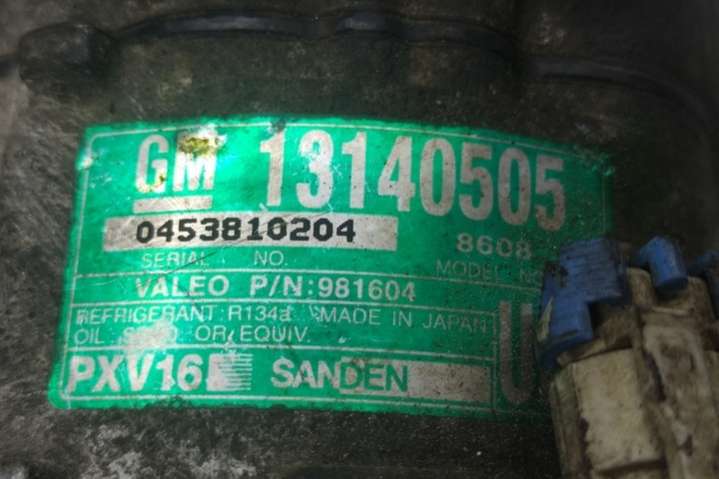 GM 13140505
0453810204 8608
SERIAL NO. MODEL NO
VALEO P/N:981604
REFRIGERANT:R134a MADE IN JAPAN
OIL: OR EQUIV.
PXV16 SANDEN U